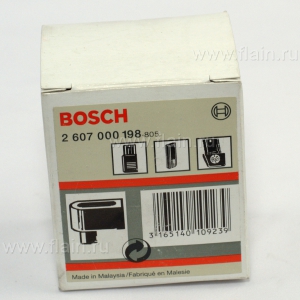 www.flain.ru
BOSCH
2 607 000 198-805
3 165140 109239
Made in Malaysia / Fabriqué en Malaisie